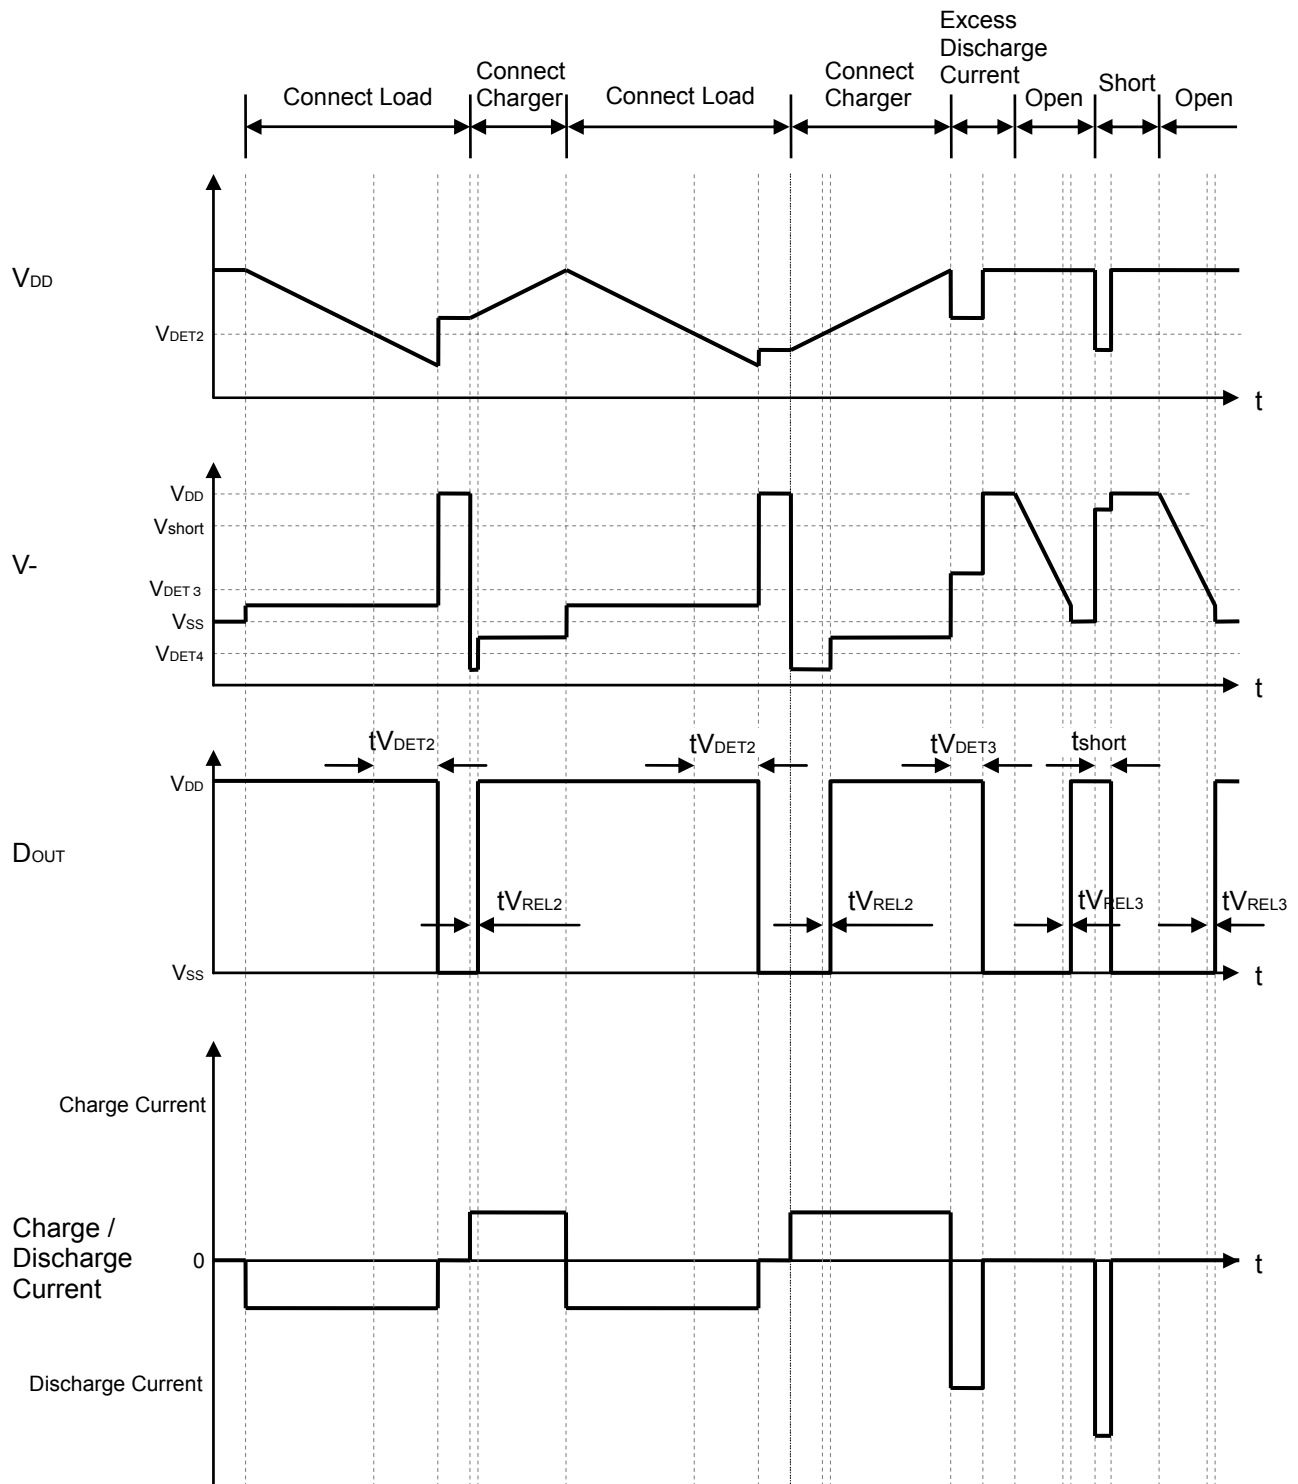 Excess
Discharge
Current
Connect
Charger
Connect
Charger
Connect Load
Connect Load
Open
Short
Open
VDD
VDET2
t
VDD
Vshort
V-
VDET 3
VSS
VDET4
t
tVDET2
tVDET2
tVDET3
tshort
VDD
DOUT
tVREL2
tVREL2
tVREL3
tVREL3
VSS
t
Charge Current
Charge /
Discharge
Current
0
t
Discharge Current